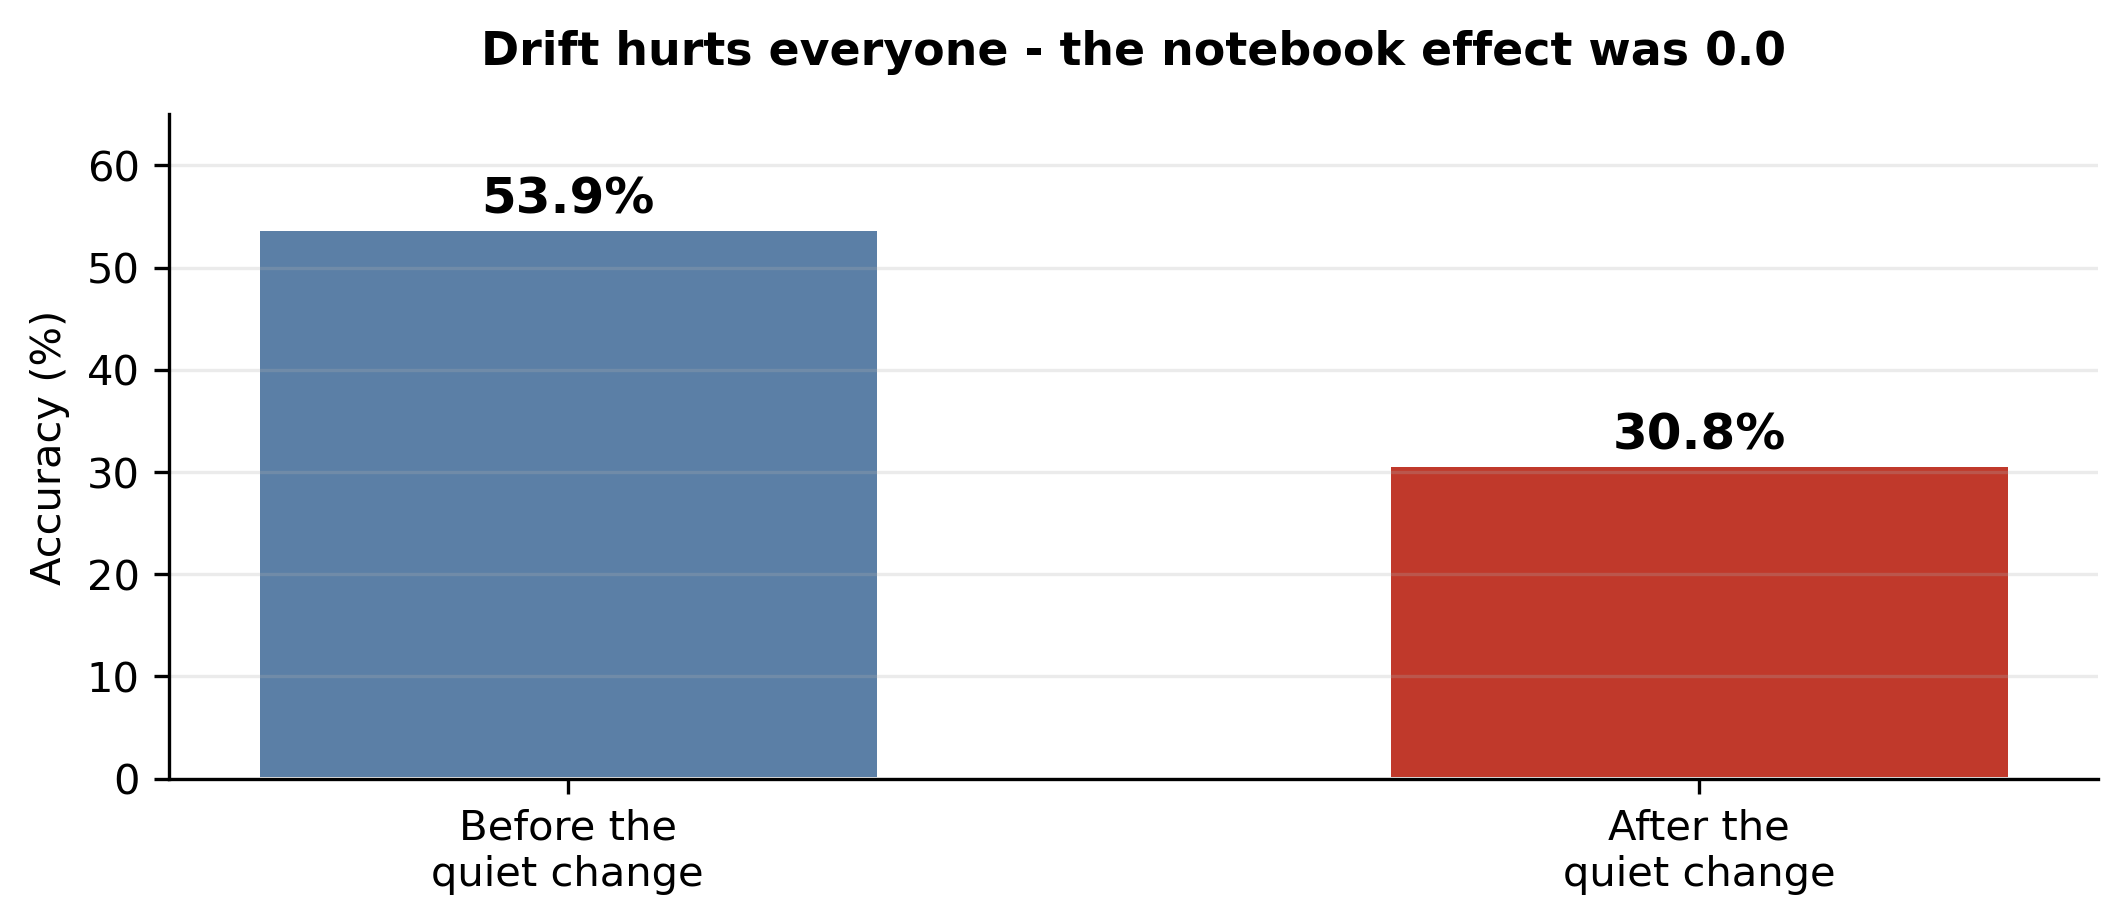 Drift hurts everyone - the notebook effect was 0.0
60
50
40
30
20
10
0
Accuracy (%)
53.9%
30.8%
Before the
quiet change
After the
quiet change